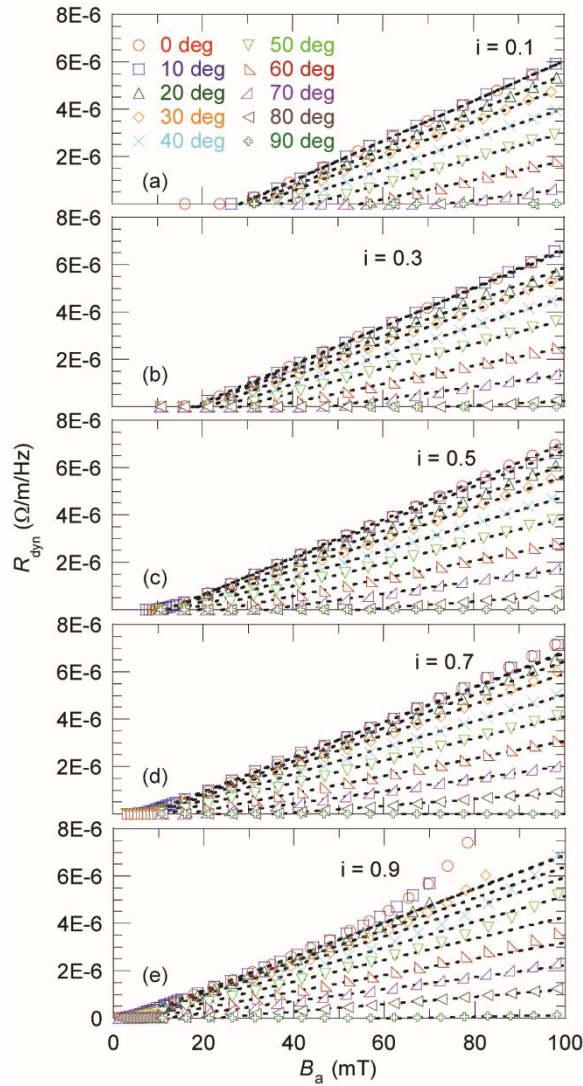 8E-6
0 deg 50 deg
10 deg 60 deg
20 deg 70 deg
30 deg 80 deg
40 deg 90 deg
i = 0.1
6E-6
4E-6
2E-6
(a)
8E-6
i = 0.3
6E-6
4E-6
2E-6
(b)
8E-6
i = 0.5
6E-6
4E-6
2E-6
(c)
8E-6
i = 0.7
6E-6
4E-6
2E-6
(d)
8E-6
i = 0.9
6E-6
4E-6
2E-6
(e)
0
R_dyn (Ω/m/Hz)
0 20 40 60 80 100
B_a (mT)